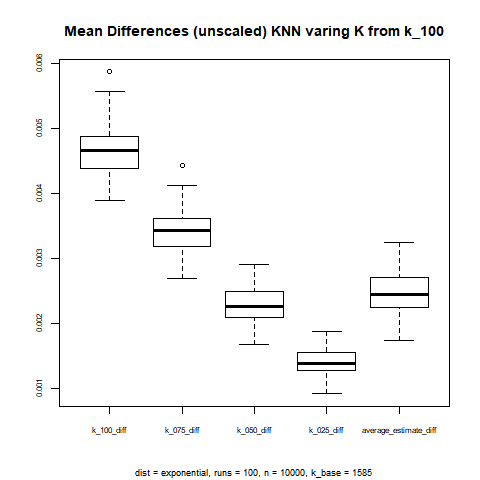 Mean Differences (unscaled) KNN varing K from k_100
0.006
0.005
0.004
0.003
0.002
0.001
k_100_diff k_075_diff k_050_diff k_025_diff average_estimate_diff
dist = exponential, runs = 100, n = 10000, k_base = 1585